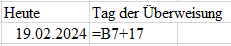 Heute Tag der Überweisung
19.02.2024 =B7+17